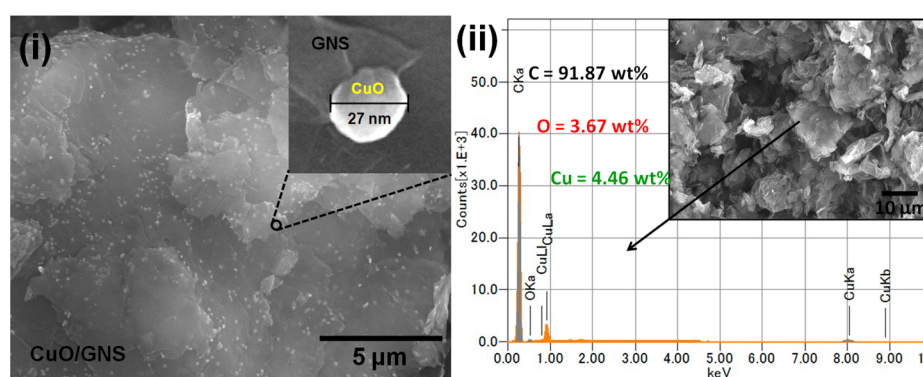 (i)
GNS
CuO
27 nm
CuO/GNS
5 µm
(ii)
C = 91.87 wt%
O = 3.67 wt%
Cu = 4.46 wt%
10 µm
Counts[x1.E+3]
50.0
40.0
30.0
20.0
10.0
0.0
CKa
OKa
CuLl
CuLa
CuKa
CuKb
0.00 1.00 2.00 3.00 4.00 5.00 6.00 7.00 8.00 9.00
keV